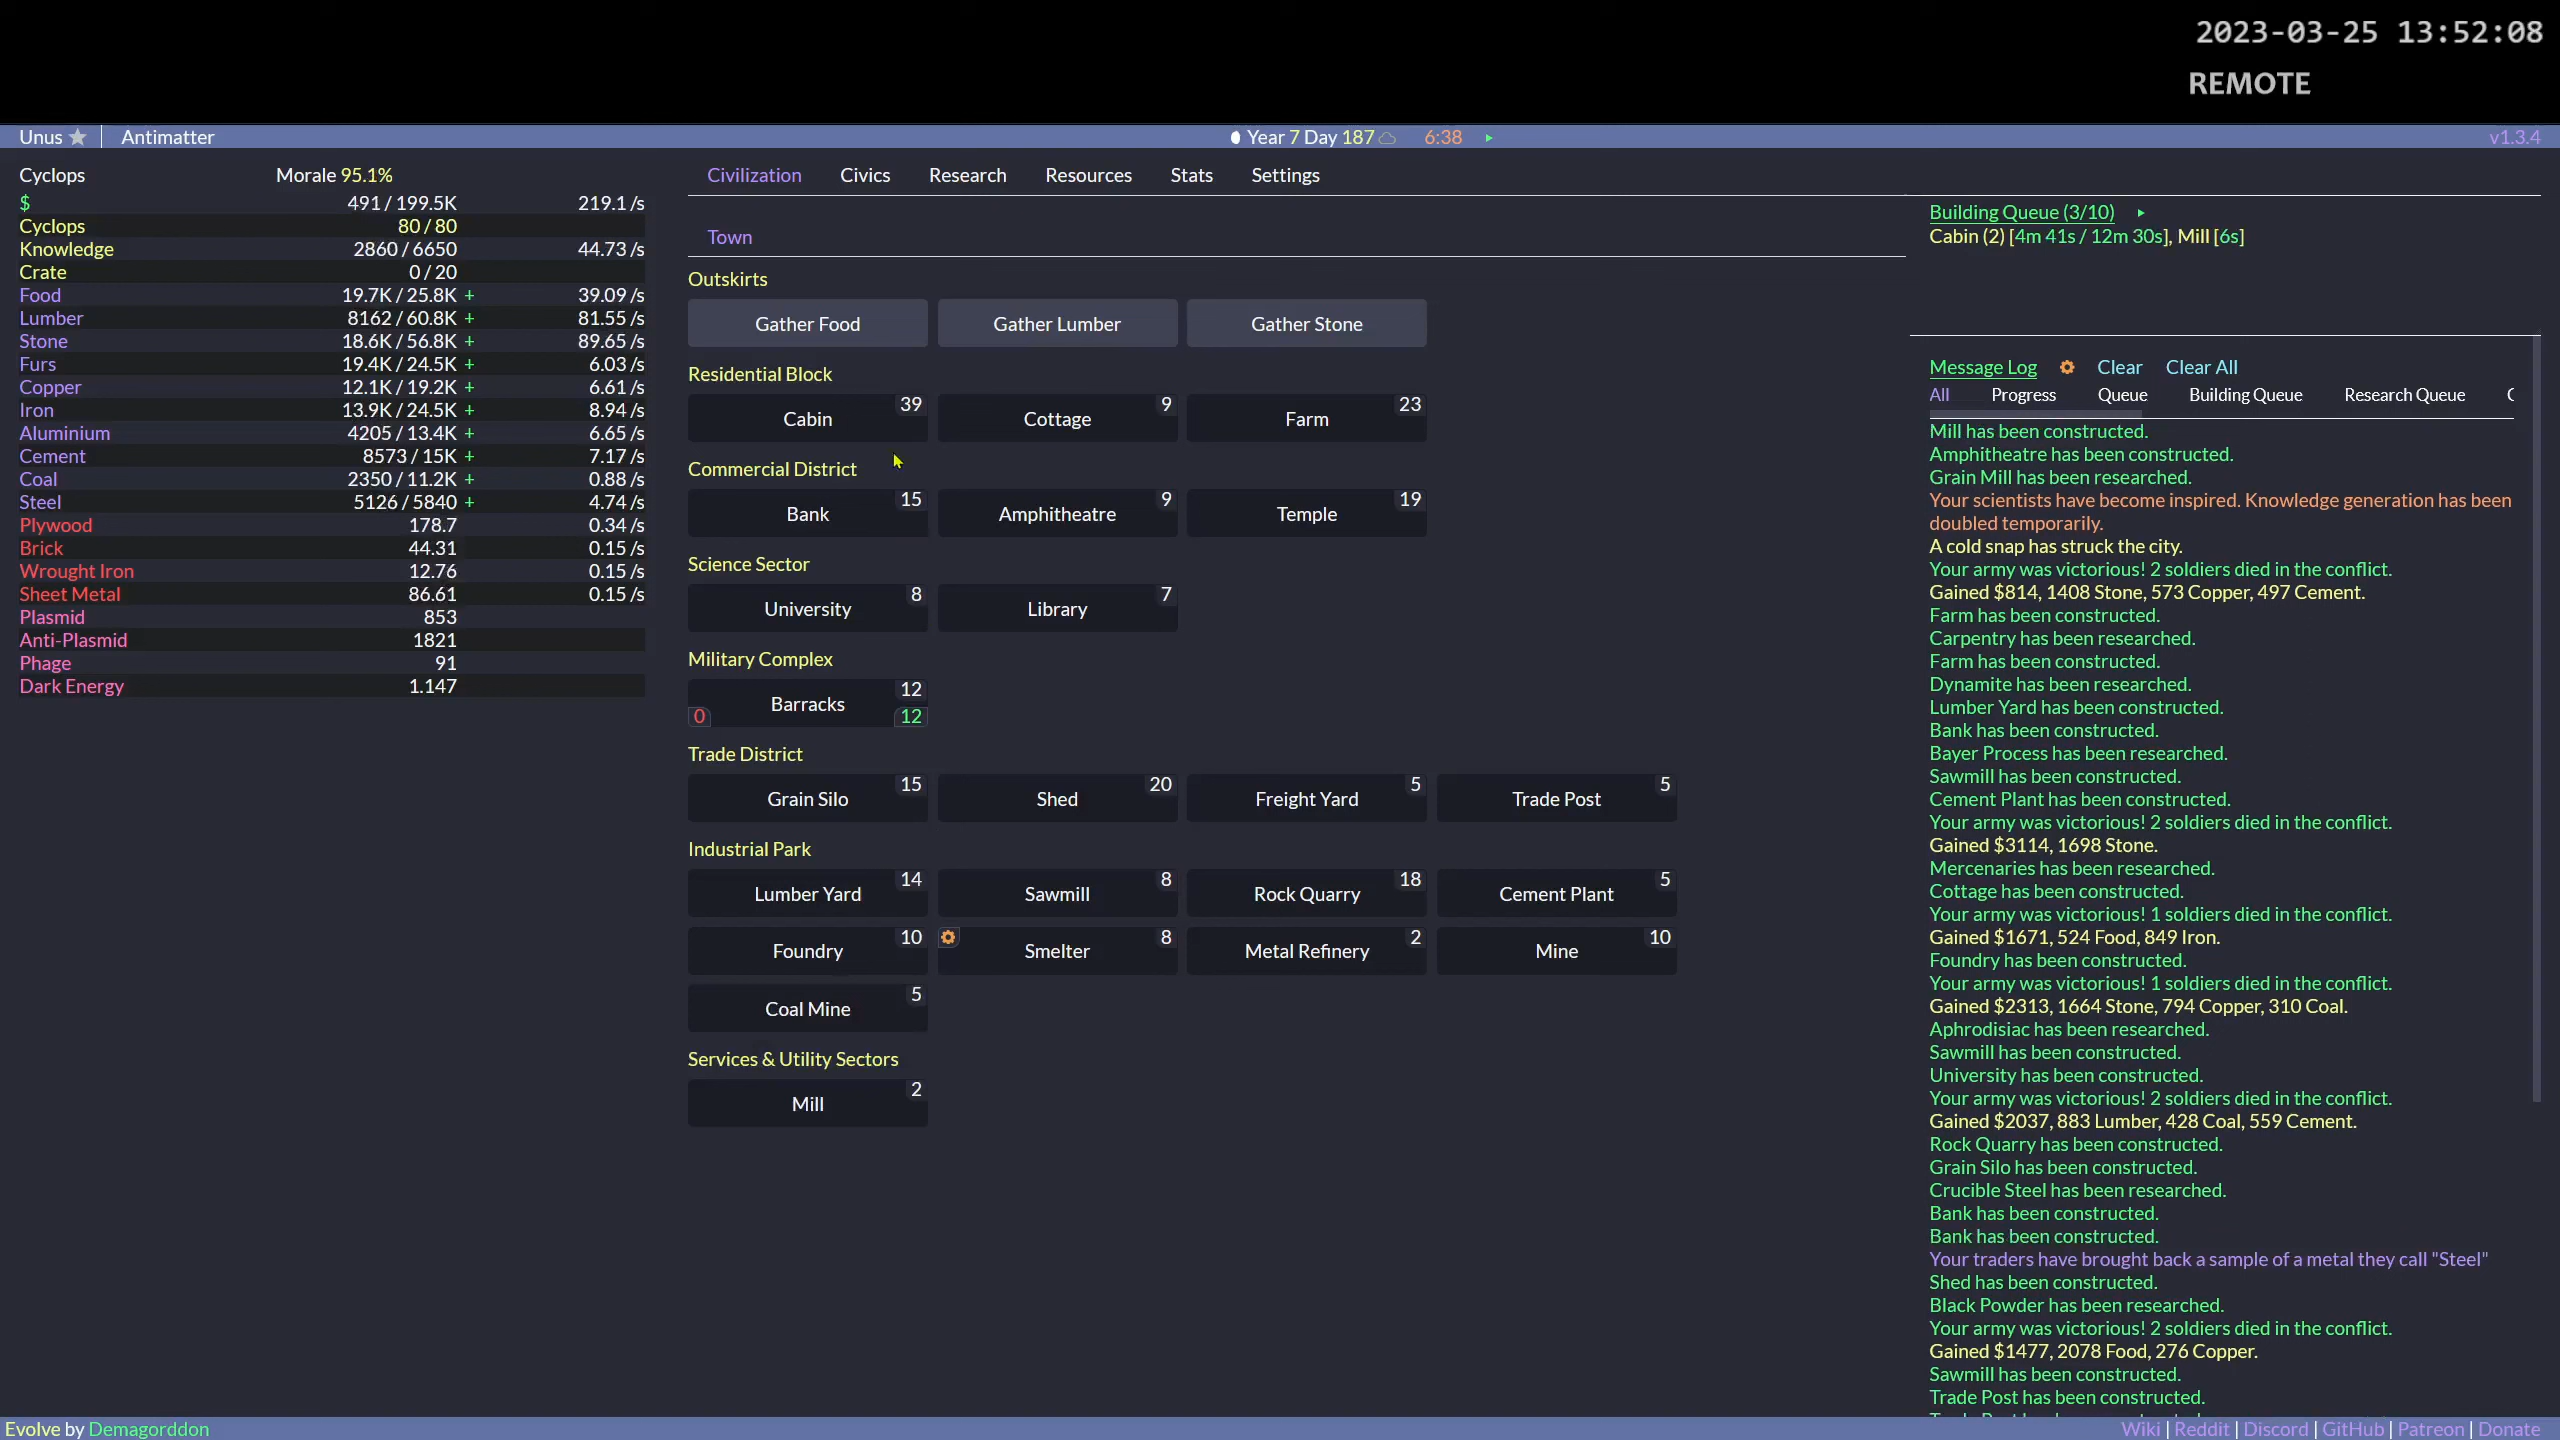 2023-03-25 13:52:08
REMOTE
Unus Antimatter Year 7 Day 187 6:38 v1.3.4
Cyclops Morale 95.1%
$ 491 / 199.5K 219.1 /s
Cyclops 80 / 80
Knowledge 2860 / 6650 44.73 /s
Crate 0 / 20
Food 19.7K / 25.8K + 39.09 /s
Lumber 8162 / 60.8K + 81.55 /s
Stone 18.6K / 56.8K + 89.65 /s
Furs 19.4K / 24.5K + 6.03 /s
Copper 12.1K / 19.2K + 6.61 /s
Iron 13.9K / 24.5K + 8.94 /s
Aluminium 4205 / 13.4K + 6.65 /s
Cement 8573 / 15K + 7.17 /s
Coal 2350 / 11.2K + 0.88 /s
Steel 5126 / 5840 + 4.74 /s
Plywood 178.7 0.34 /s
Brick 44.31 0.15 /s
Wrought Iron 12.76 0.15 /s
Sheet Metal 86.61 0.15 /s
Plasmid 853
Anti-Plasmid 1821
Phage 91
Dark Energy 1.147
Civilization Civics Research Resources Stats Settings
Town
Outskirts
Gather Food Gather Lumber Gather Stone
Residential Block
Cabin 39 Cottage 9 Farm 23
Commercial District
Bank 15 Amphitheatre 9 Temple 19
Science Sector
University 8 Library 7
Military Complex
Barracks 12
0 12
Trade District
Grain Silo 15 Shed 20 Freight Yard 5 Trade Post 5
Industrial Park
Lumber Yard 14 Sawmill 8 Rock Quarry 18 Cement Plant 5
Foundry 10 Smelter 8 Metal Refinery 2 Mine 10
Coal Mine 5
Services & Utility Sectors
Mill 2
Building Queue (3/10)
Cabin (2) [4m 41s / 12m 30s], Mill [6s]
Message Log Clear Clear All
All Progress Queue Building Queue Research Queue
Mill has been constructed.
Amphitheatre has been constructed.
Grain Mill has been researched.
Your scientists have become inspired. Knowledge generation has been
doubled temporarily.
A cold snap has struck the city.
Your army was victorious! 2 soldiers died in the conflict.
Gained $814, 1408 Stone, 573 Copper, 497 Cement.
Farm has been constructed.
Carpentry has been researched.
Farm has been constructed.
Dynamite has been researched.
Lumber Yard has been constructed.
Bank has been constructed.
Bayer Process has been researched.
Sawmill has been constructed.
Cement Plant has been constructed.
Your army was victorious! 2 soldiers died in the conflict.
Gained $3114, 1698 Stone.
Mercenaries has been researched.
Cottage has been constructed.
Your army was victorious! 1 soldiers died in the conflict.
Gained $1671, 524 Food, 849 Iron.
Foundry has been constructed.
Your army was victorious! 1 soldiers died in the conflict.
Gained $2313, 1664 Stone, 794 Copper, 310 Coal.
Aphrodisiac has been researched.
Sawmill has been constructed.
University has been constructed.
Your army was victorious! 2 soldiers died in the conflict.
Gained $2037, 883 Lumber, 428 Coal, 559 Cement.
Rock Quarry has been constructed.
Grain Silo has been constructed.
Crucible Steel has been researched.
Bank has been constructed.
Bank has been constructed.
Your traders have brought back a sample of a metal they call "Steel"
Shed has been constructed.
Black Powder has been researched.
Your army was victorious! 2 soldiers died in the conflict.
Gained $1477, 2078 Food, 276 Copper.
Sawmill has been constructed.
Trade Post has been constructed.
Evolve by Demagorddon Wiki | Reddit | Discord | GitHub | Patreon | Donate